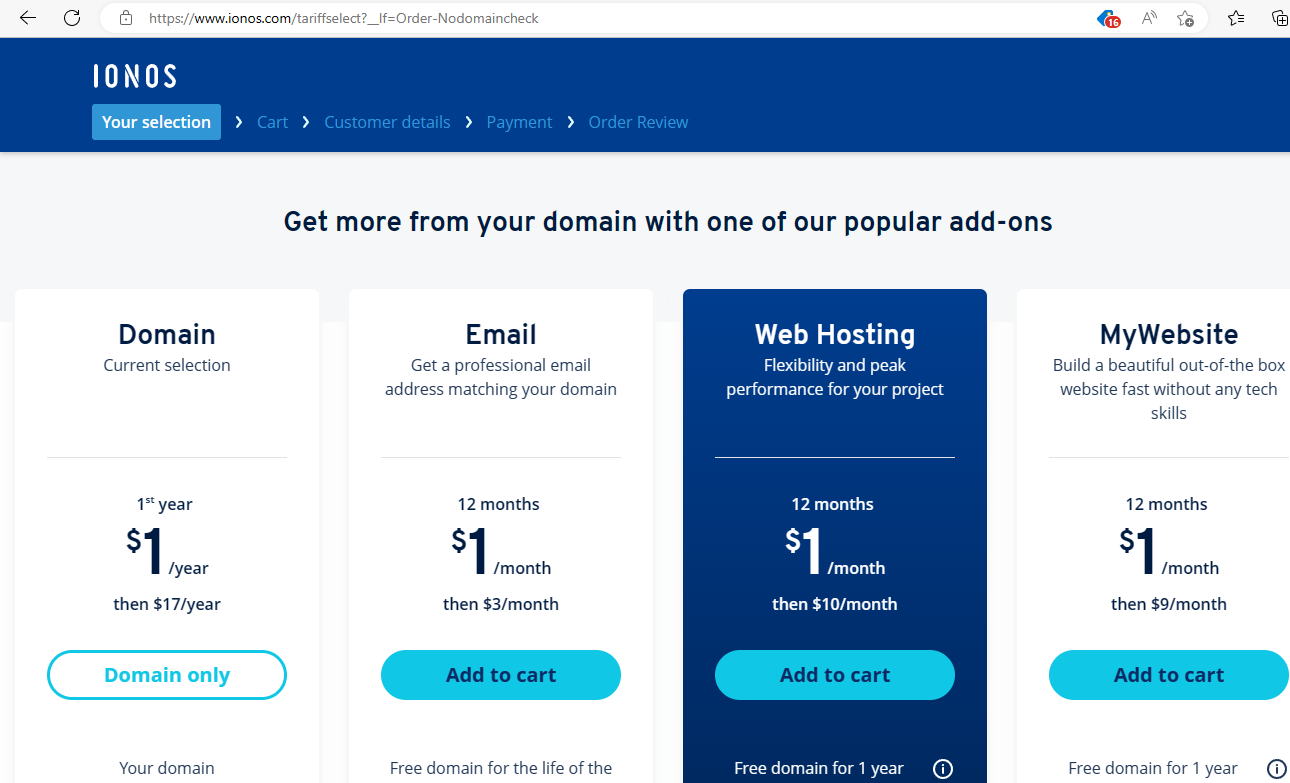 https://www.ionos.com/tariffselect?__lf=Order-Nodomaincheck
16
A
IONOS
Your selection > Cart > Customer details > Payment > Order Review
Get more from your domain with one of our popular add-ons
Domain
Current selection
1st year
$1 /year
then $17/year
Domain only
Your domain
Email
Get a professional email
address matching your domain
12 months
$1 /month
then $3/month
Add to cart
Free domain for the life of the
Web Hosting
Flexibility and peak
performance for your project
12 months
$1 /month
then $10/month
Add to cart
Free domain for 1 year
MyWebsite
Build a beautiful out-of-the box
website fast without any tech
skills
12 months
$1 /month
then $9/month
Add to cart
Free domain for 1 year